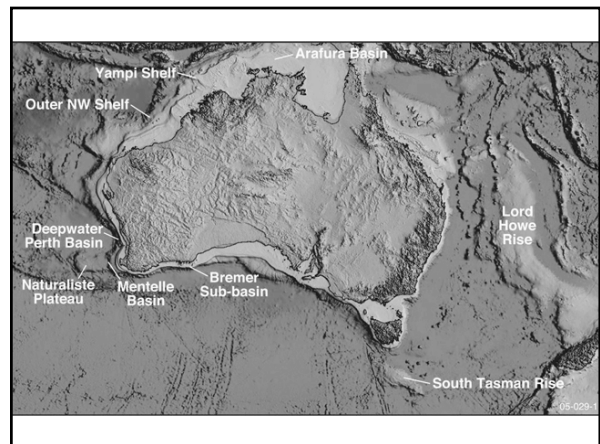 Arafura Basin
Yampi Shelf
Outer NW Shelf
Deepwater
Perth Basin
Naturaliste
Plateau
Mentelle
Basin
Bremer
Sub-basin
Lord
Howe
Rise
South Tasman Rise
05-029-1